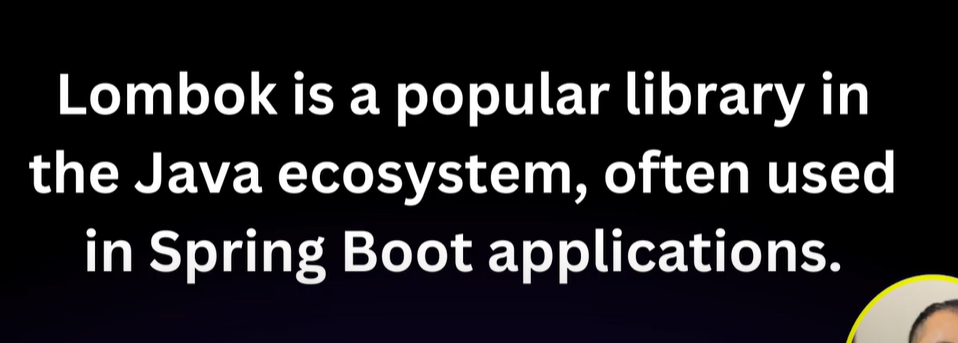 Lombok is a popular library in
the Java ecosystem, often used
in Spring Boot applications.